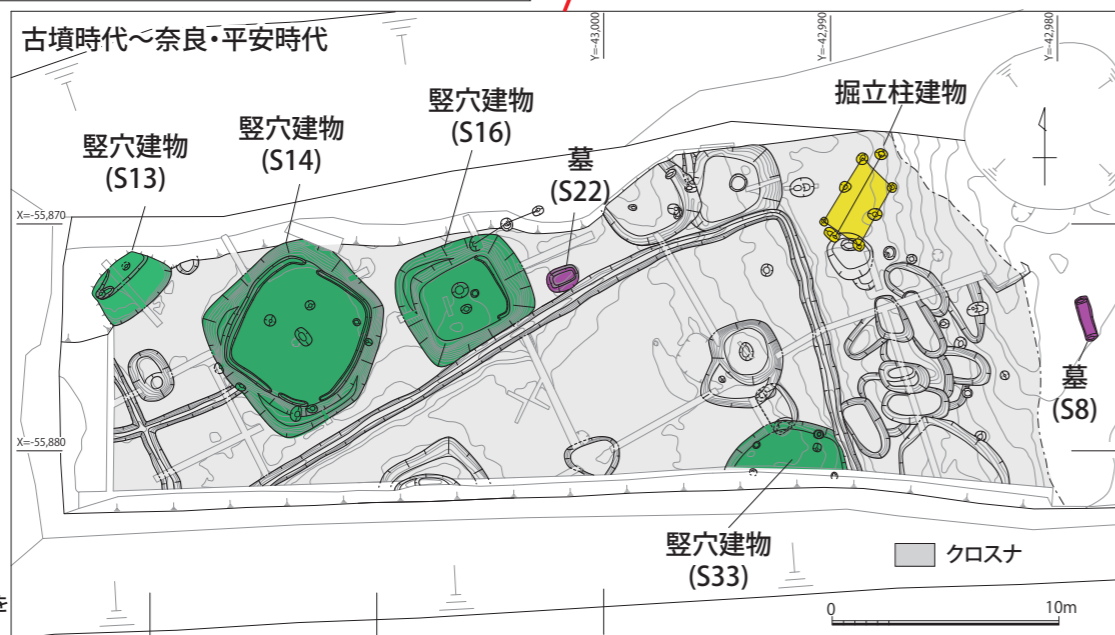 古墳時代～奈良・平安時代
Y=-43,000
Y=-42,990
Y=-42,980
掘立柱建物
竪穴建物
(S16)
竪穴建物
(S14)
竪穴建物
(S13)
墓
(S22)
X=-55,870
墓
(S8)
X=-55,880
竪穴建物
(S33)
クロスナ
0
10m